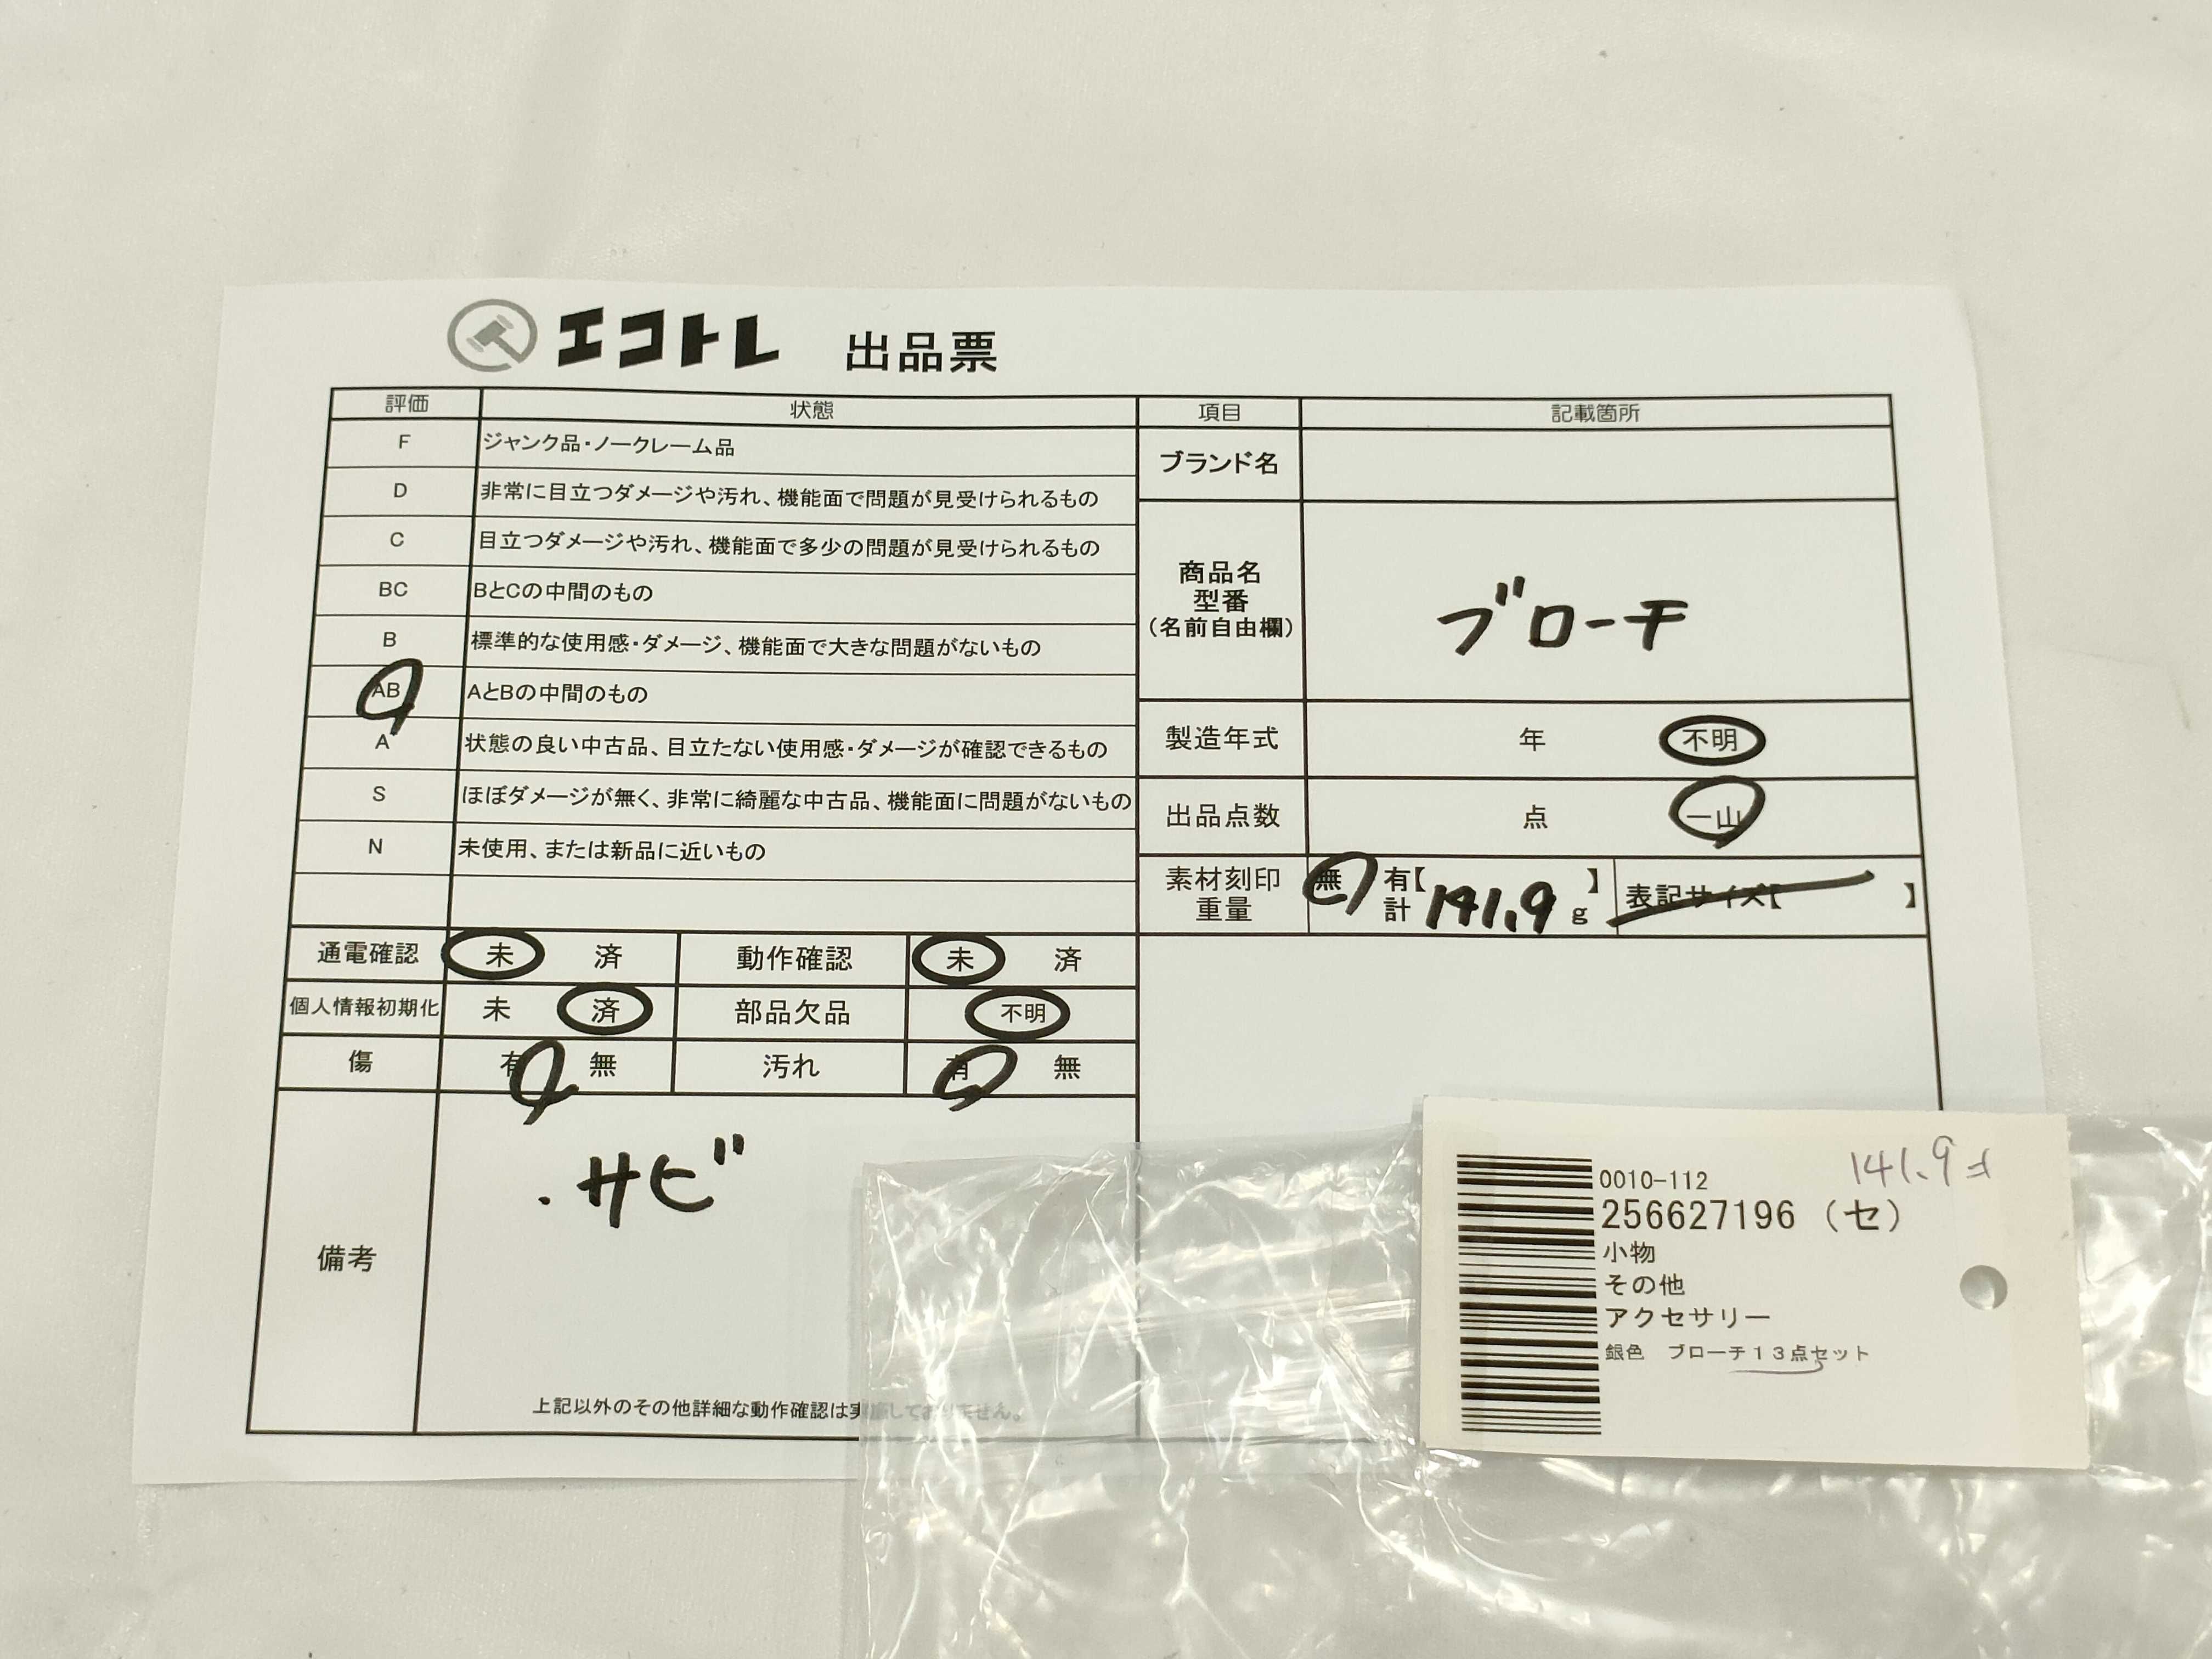 エコトレ 出品票
評価 状態
F ジャンク品・ノークレーム品
D 非常に目立つダメージや汚れ、機能面で問題が見受けられるもの
C 目立つダメージや汚れ、機能面で多少の問題が見受けられるもの
BC BとCの中間のもの
B 標準的な使用感・ダメージ、機能面で大きな問題がないもの
AB AとBの中間のもの
A 状態の良い中古品、目立たない使用感・ダメージが確認できるもの
S ほぼダメージが無く、非常に綺麗な中古品、機能面に問題がないもの
N 未使用、または新品に近いもの
通電確認 未 済 動作確認 未 済
個人情報初期化 未 済 部品欠品 不明
傷 有 無 汚れ 有 無
備考
・サビ
上記以外のその他詳細な動作確認は実施しておりません。
項目 記載箇所
ブランド名
商品名
型番
(名前自由欄)
ブローチ
製造年式 年 不明
出品点数 点 一山
素材刻印 無 有【 】
重量 計 141.9 g
表記サイズ【 】
141.9
0010-112
256627196 (セ)
小物
その他
アクセサリー
銀色 ブローチ13点セット